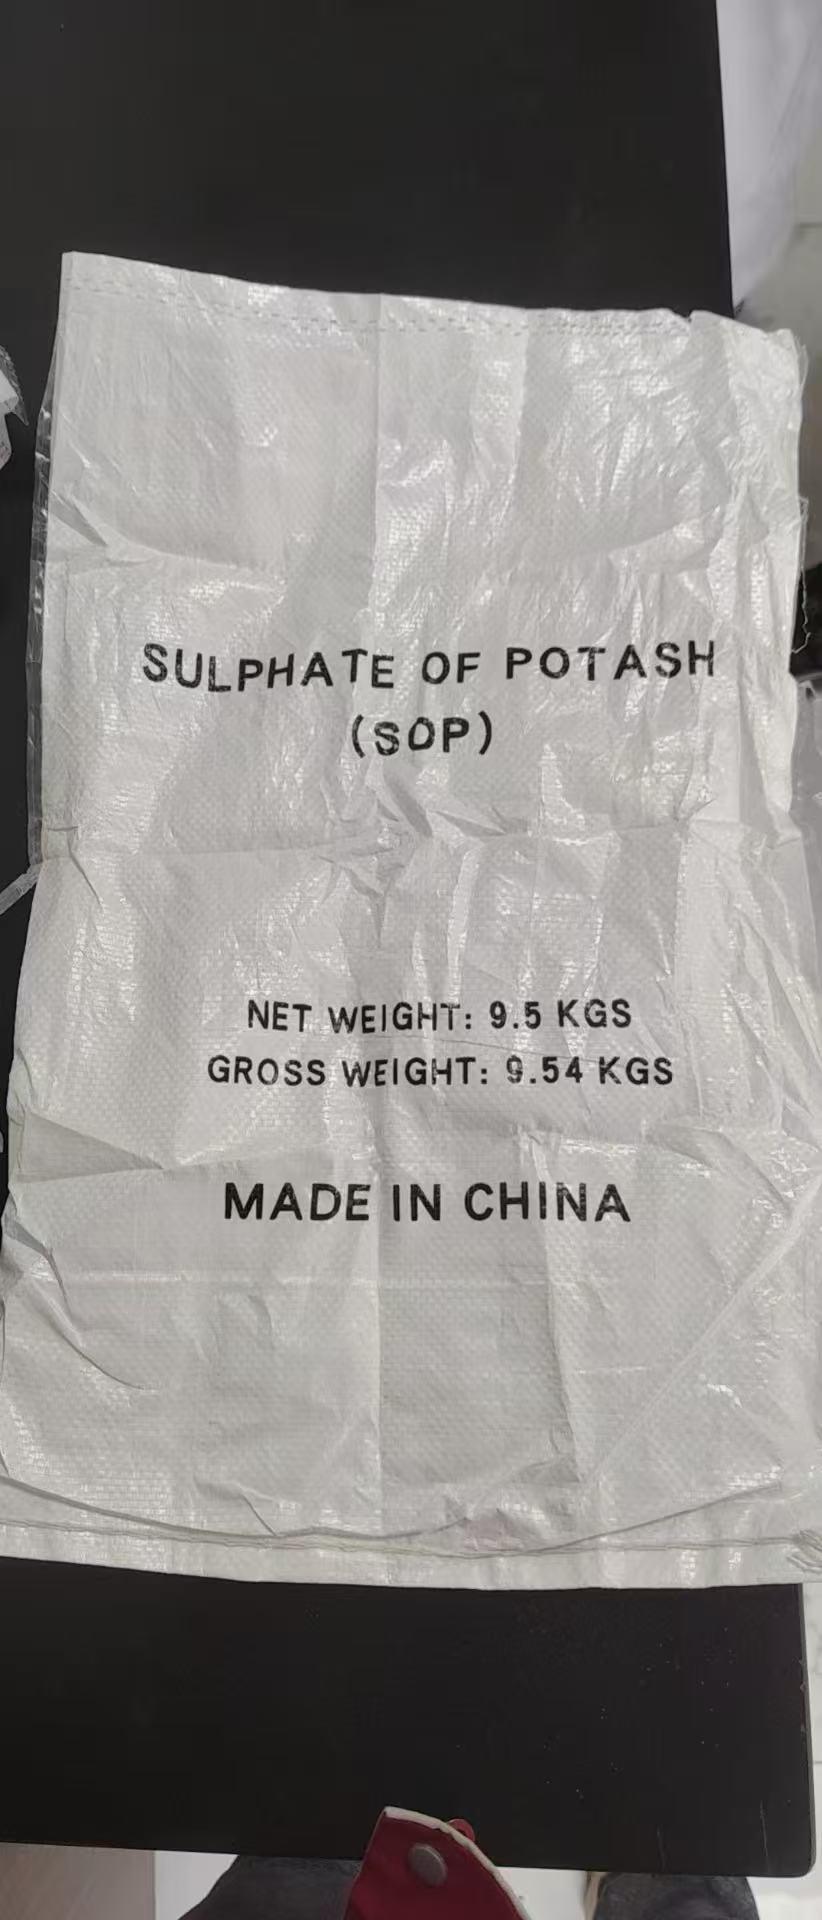 SULPHATE OF POTASH
(SOP)
NET WEIGHT: 9.5 KGS
GROSS WEIGHT: 9.54 KGS
MADE IN CHINA